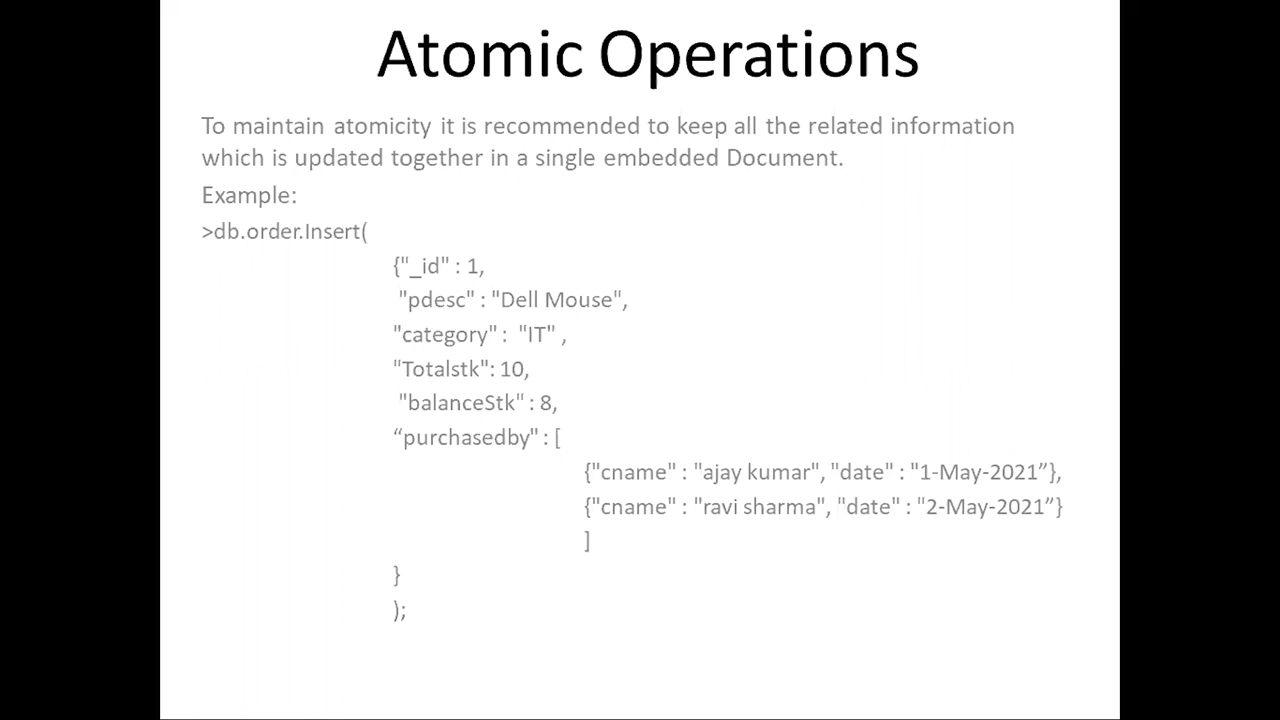 Atomic Operations
To maintain atomicity it is recommended to keep all the related information
which is updated together in a single embedded Document.
Example:
>db.order.Insert(
{"_id" : 1,
"pdesc" : "Dell Mouse",
"category" :  "IT" ,
"Totalstk": 10,
"balanceStk" : 8,
“purchasedby" : [
{"cname" : "ajay kumar", "date" : "1-May-2021”},
{"cname" : "ravi sharma", "date" : "2-May-2021”}
]
}
);